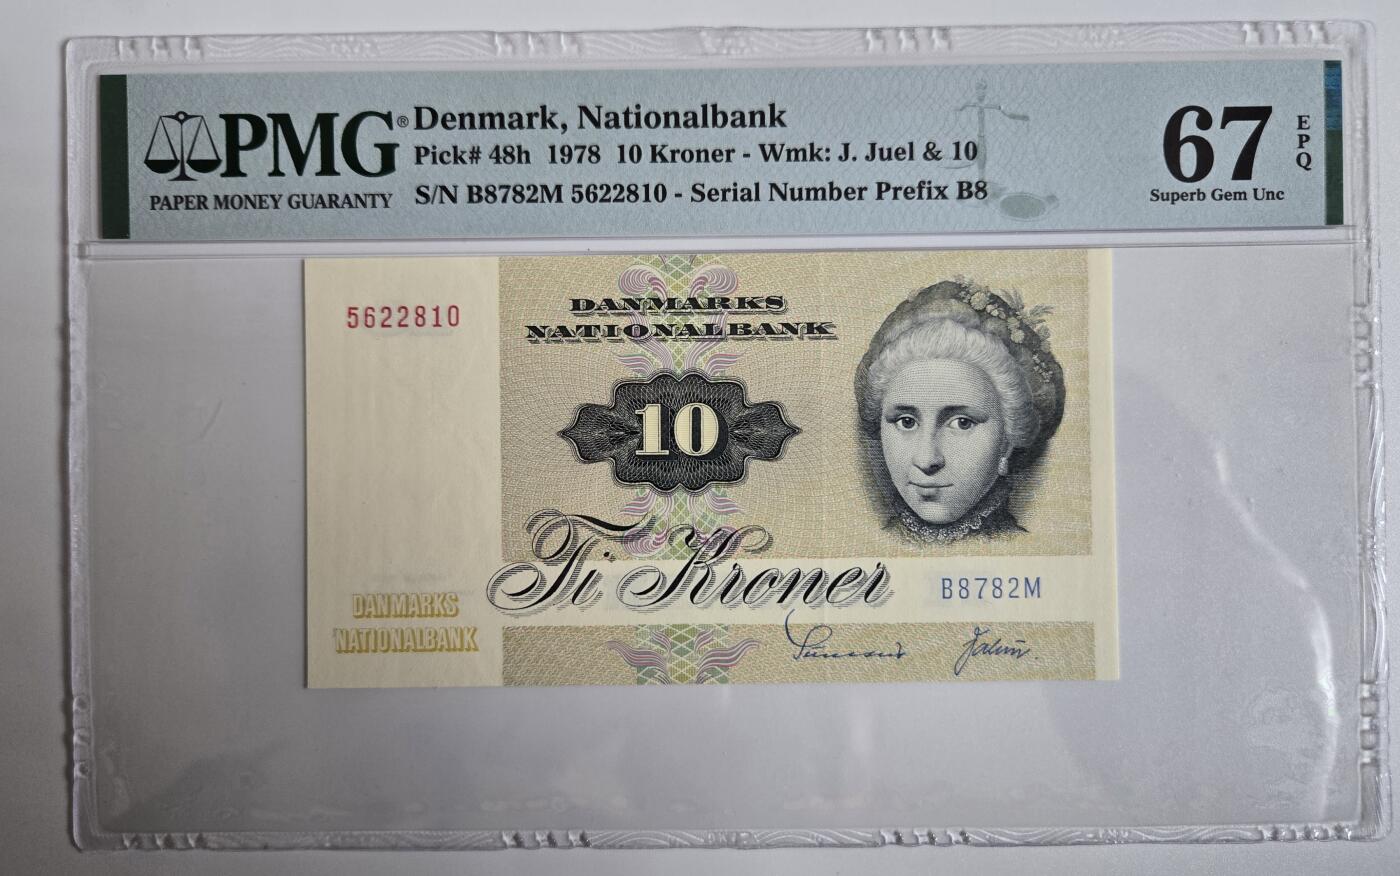 PMG®
PAPER MONEY GUARANTY
Denmark, Nationalbank
Pick# 48h 1978 10 Kroner - Wmk: J. Juel & 10
S/N B8782M 5622810 - Serial Number Prefix B8
67
EPQ
Superb Gem Unc
5622810
DANMARKS
NATIONALBANK
10
Ti Kroner
B8782M
DANMARKS
NATIONALBANK